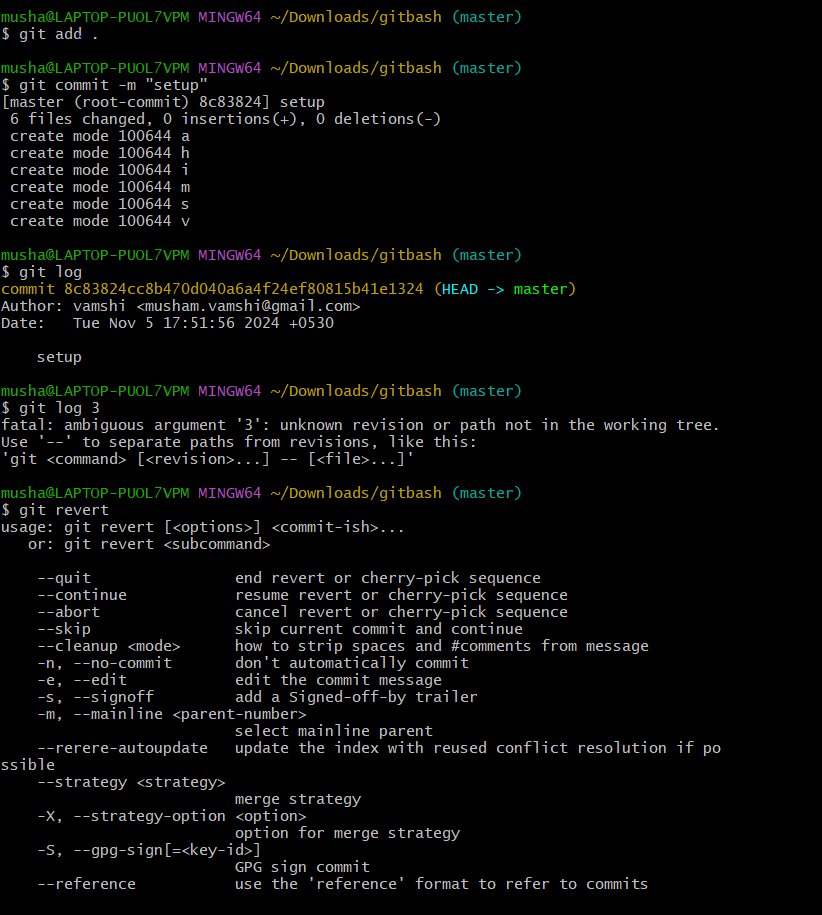 musha@LAPTOP-PUOL7VPM MINGW64 ~/Downloads/gitbash (master)
$ git add .
musha@LAPTOP-PUOL7VPM MINGW64 ~/Downloads/gitbash (master)
$ git commit -m "setup"
[master (root-commit) 8c83824] setup
 6 files changed, 0 insertions(+), 0 deletions(-)
 create mode 100644 a
 create mode 100644 h
 create mode 100644 i
 create mode 100644 m
 create mode 100644 s
 create mode 100644 v
musha@LAPTOP-PUOL7VPM MINGW64 ~/Downloads/gitbash (master)
$ git log
commit 8c83824cc8b470d040a6a4f24ef80815b41e1324 (HEAD -> master)
Author: vamshi <musham.vamshi@gmail.com>
Date:   Tue Nov 5 17:51:56 2024 +0530
    setup
musha@LAPTOP-PUOL7VPM MINGW64 ~/Downloads/gitbash (master)
$ git log 3
fatal: ambiguous argument '3': unknown revision or path not in the working tree.
Use '--' to separate paths from revisions, like this:
'git <command> [<revision>...] -- [<file>...]'
musha@LAPTOP-PUOL7VPM MINGW64 ~/Downloads/gitbash (master)
$ git revert
usage: git revert [<options>] <commit-ish>...
   or: git revert <subcommand>
    --quit                end revert or cherry-pick sequence
    --continue            resume revert or cherry-pick sequence
    --abort               cancel revert or cherry-pick sequence
    --skip                skip current commit and continue
    --cleanup <mode>      how to strip spaces and #comments from message
    -n, --no-commit       don't automatically commit
    -e, --edit            edit the commit message
    -s, --signoff         add a Signed-off-by trailer
    -m, --mainline <parent-number>
                          select mainline parent
    --rerere-autoupdate   update the index with reused conflict resolution if po
ssible
    --strategy <strategy>
                          merge strategy
    -X, --strategy-option <option>
                          option for merge strategy
    -S, --gpg-sign[=<key-id>]
                          GPG sign commit
    --reference           use the 'reference' format to refer to commits